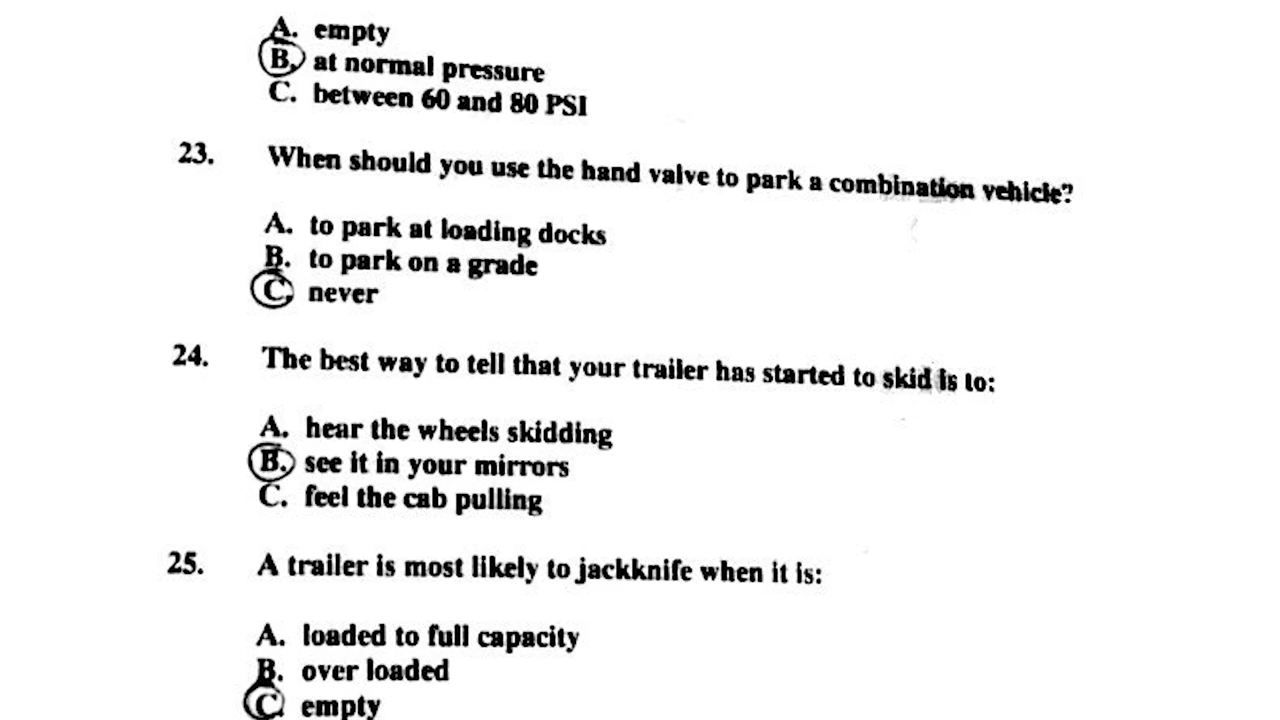 A. empty
B. at normal pressure
C. between 60 and 80 PSI
23. When should you use the hand valve to park a combination vehicle?
A. to park at loading docks
B. to park on a grade
C. never
24. The best way to tell that your trailer has started to skid is to:
A. hear the wheels skidding
B. see it in your mirrors
C. feel the cab pulling
25. A trailer is most likely to jackknife when it is:
A. loaded to full capacity
B. over loaded
C. empty